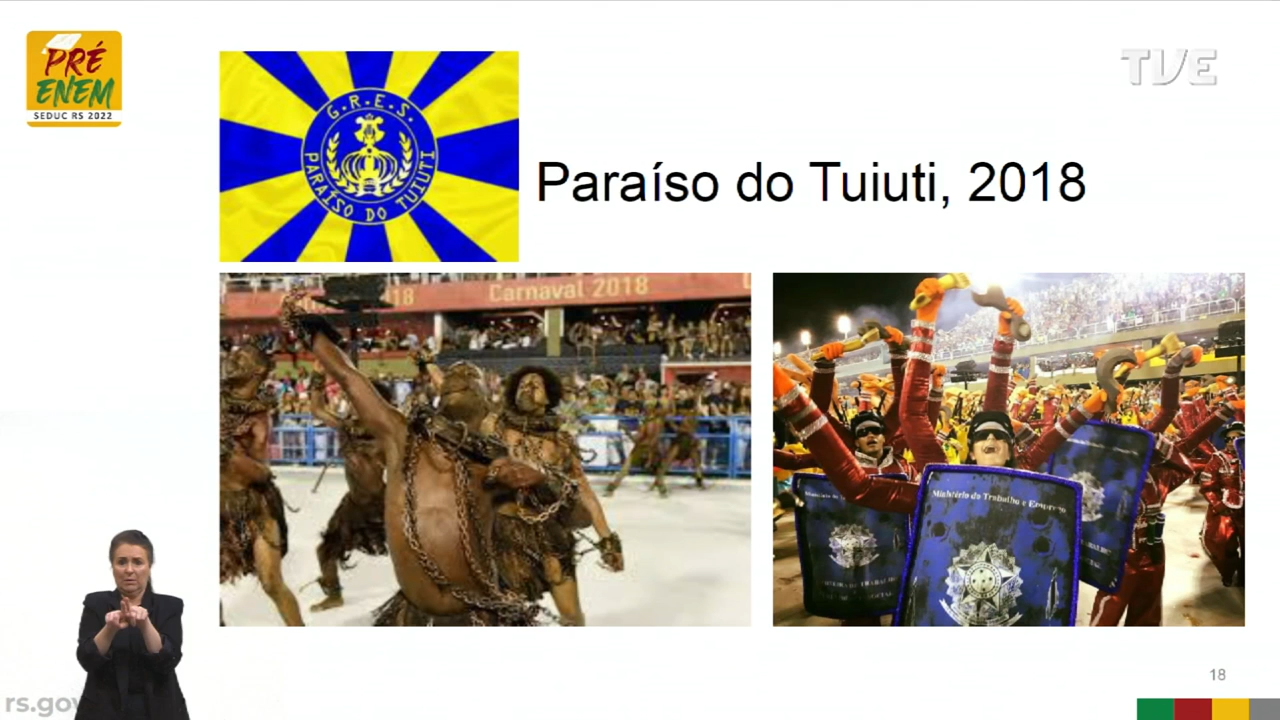 PRÉ
ENEM
SEDUC RS 2022
TVE
G.R.E.S.
PARAÍSO DO TUIUTI
Paraíso do Tuiuti, 2018
18
Carnaval 2018
Ministério do Trabalho e Emprego
18
rs.gov